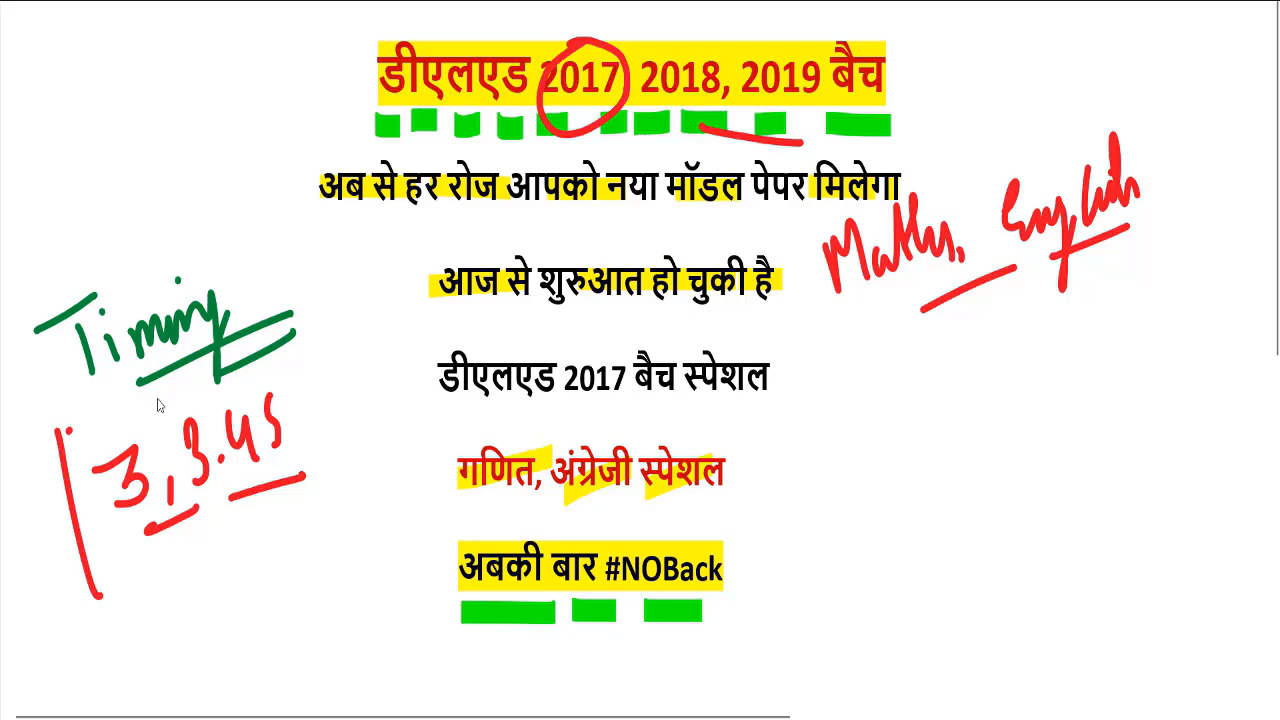 डीएलएड 2017, 2018, 2019 बैच
अब से हर रोज आपको नया मॉडल पेपर मिलेगा
Maths, English
आज से शुरुआत हो चुकी है
Timing
डीएलएड 2017 बैच स्पेशल
3, 3.45
गणित, अंग्रेजी स्पेशल
अबकी बार #NOBack